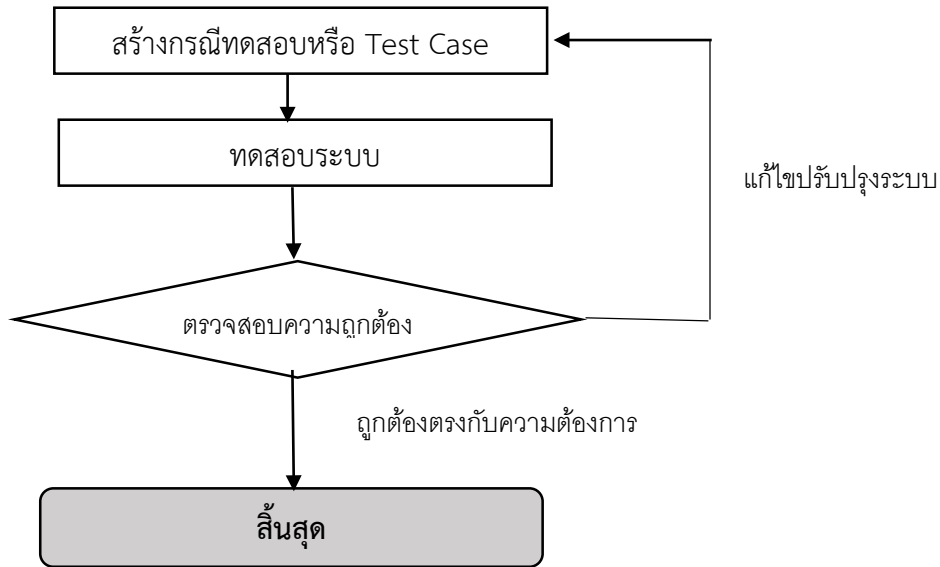 สร้างกรณีทดสอบหรือ Test Case
ทดสอบระบบ
แก้ไขปรับปรุงระบบ
ตรวจสอบความถูกต้อง
ถูกต้องตรงกับความต้องการ
สิ้นสุด